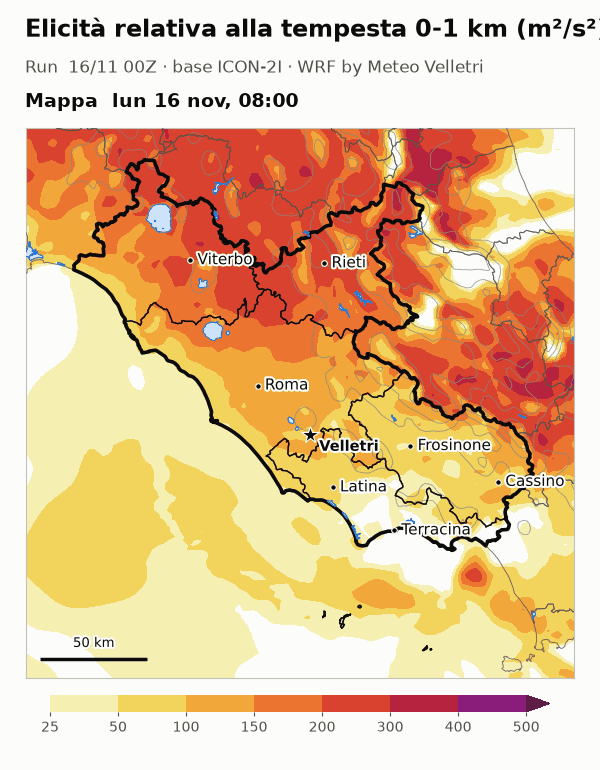 Elicità relativa alla tempesta 0-1 km (m²/s²)
Run 16/11 00Z · base ICON-2I · WRF by Meteo Velletri
Mappa lun 16 nov, 08:00
Viterbo
Rieti
Roma
Velletri
Frosinone
Cassino
Latina
Terracina
50 km
25 50 100 150 200 300 400 500